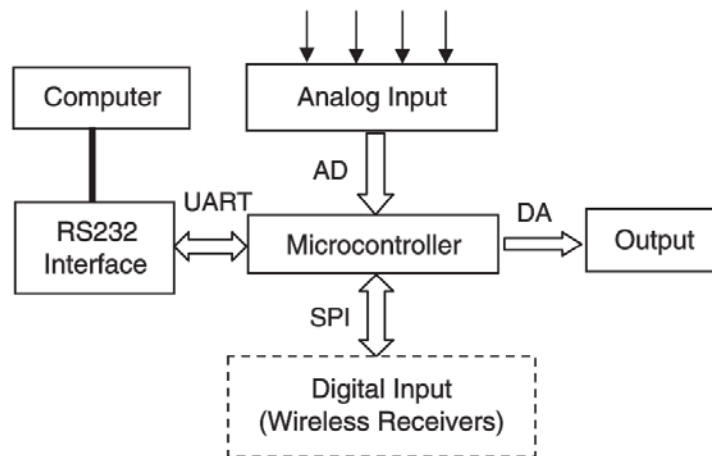 Computer
Analog Input
AD
UART
DA
RS232
Interface
Microcontroller
Output
SPI
Digital Input
(Wireless Receivers)